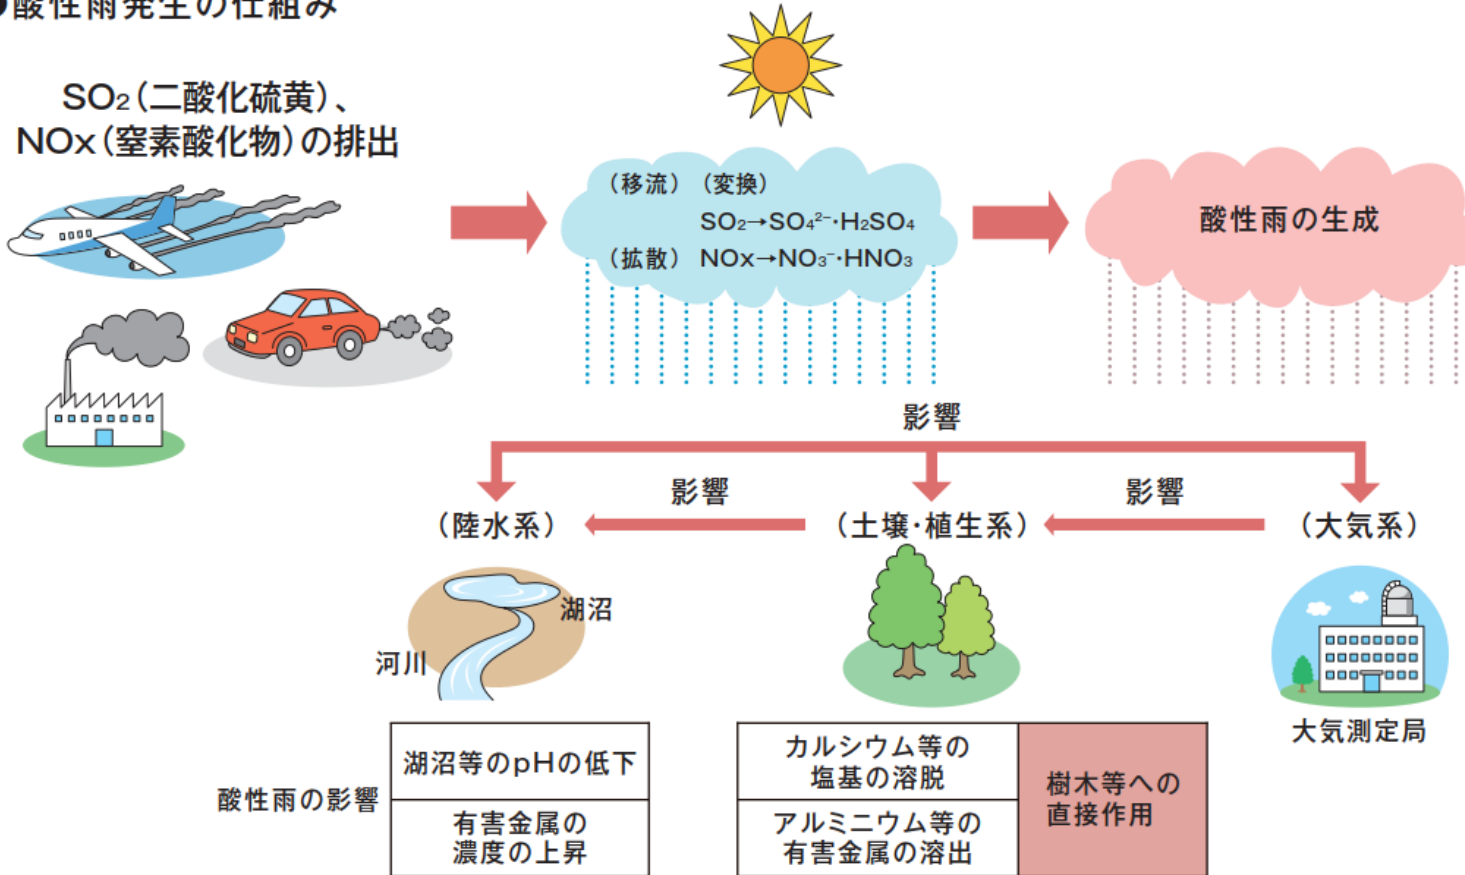 ●酸性雨発生の仕組み
SO₂(二酸化硫黄)、
NOx(窒素酸化物)の排出
(移流) (変換)
SO₂→SO₄²⁻·H₂SO₄
(拡散) NOx→NO₃⁻·HNO₃
酸性雨の生成
影響
影響
影響
(陸水系)
(土壌·植生系)
(大気系)
湖沼
河川
大気測定局
酸性雨の影響
湖沼等のpHの低下
有害金属の
濃度の上昇
カルシウム等の
塩基の溶脱
アルミニウム等の
有害金属の溶出
樹木等への
直接作用